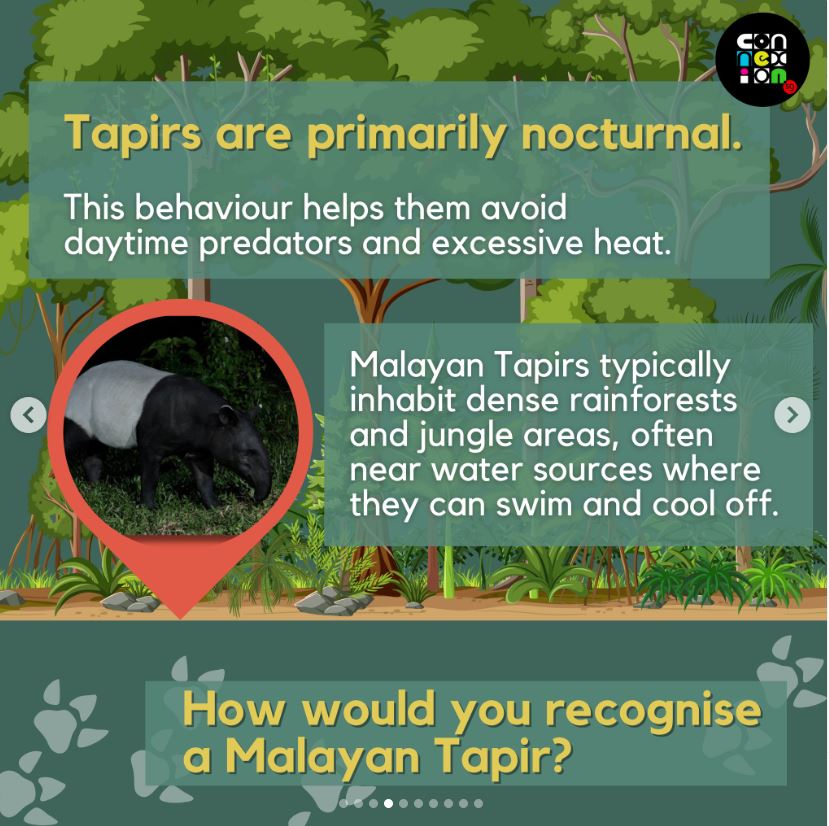 con
nex
ion
Tapirs are primarily nocturnal.
This behaviour helps them avoid
daytime predators and excessive heat.
Malayan Tapirs typically
inhabit dense rainforests
and jungle areas, often
near water sources where
they can swim and cool off.
How would you recognise
a Malayan Tapir?